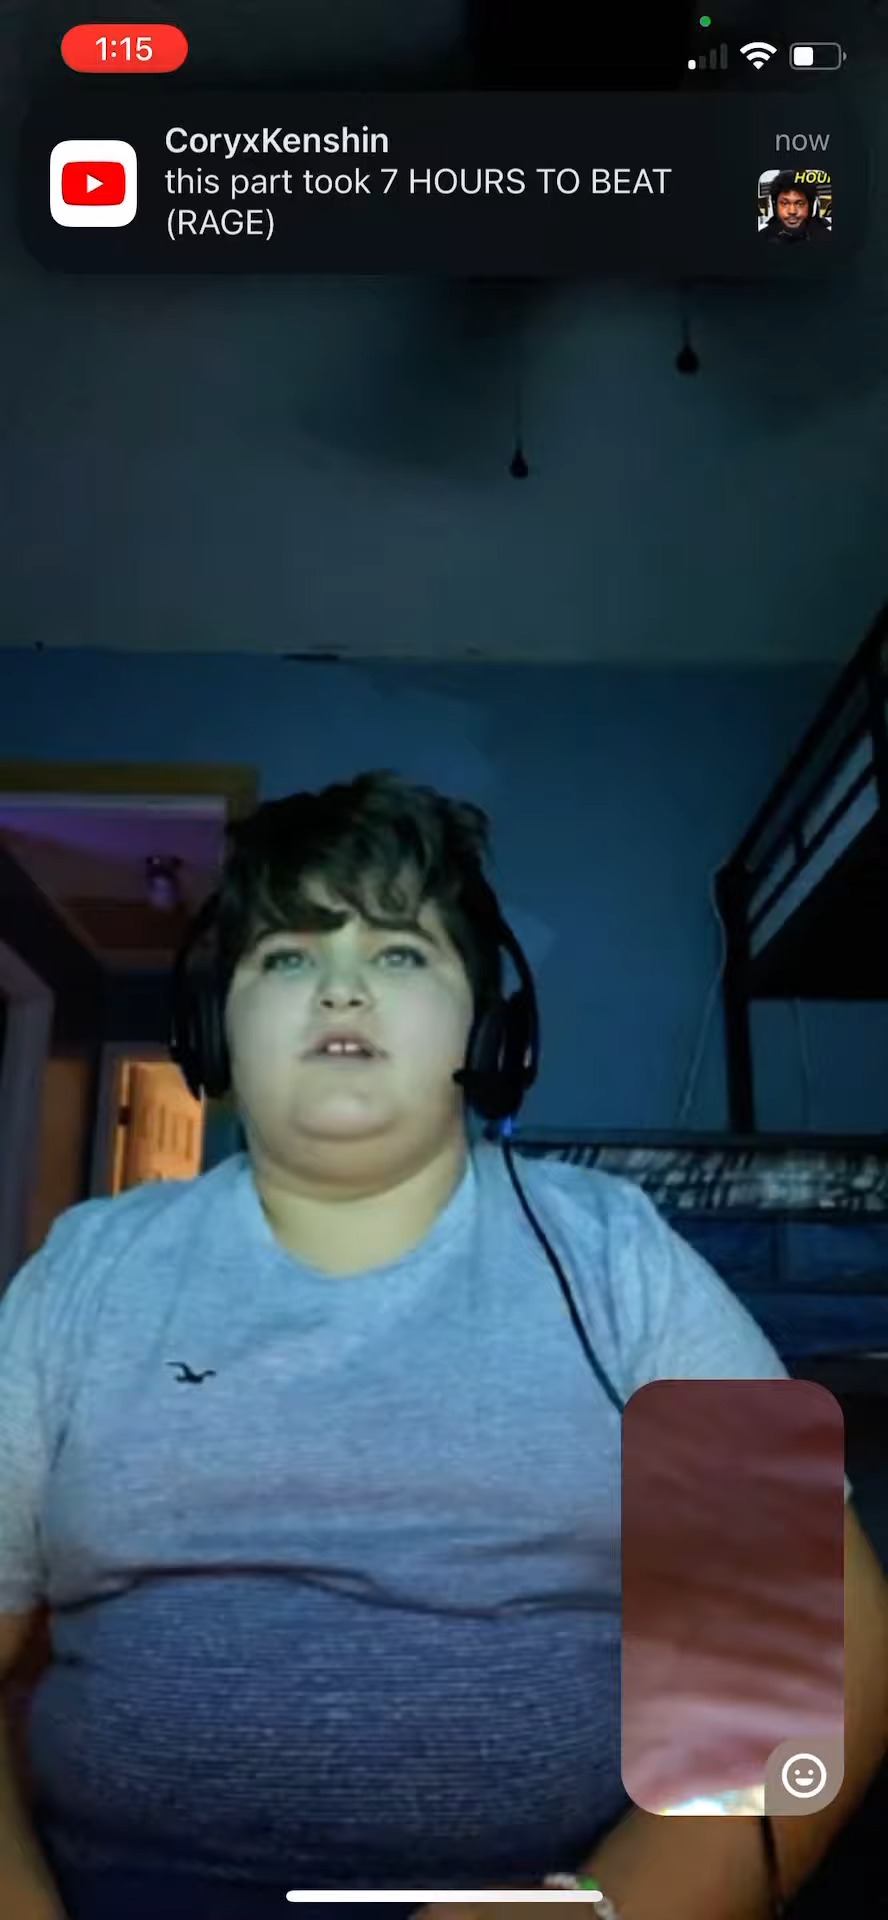 1:15
CoryxKenshin
now
this part took 7 HOURS TO BEAT
(RAGE)
HOU